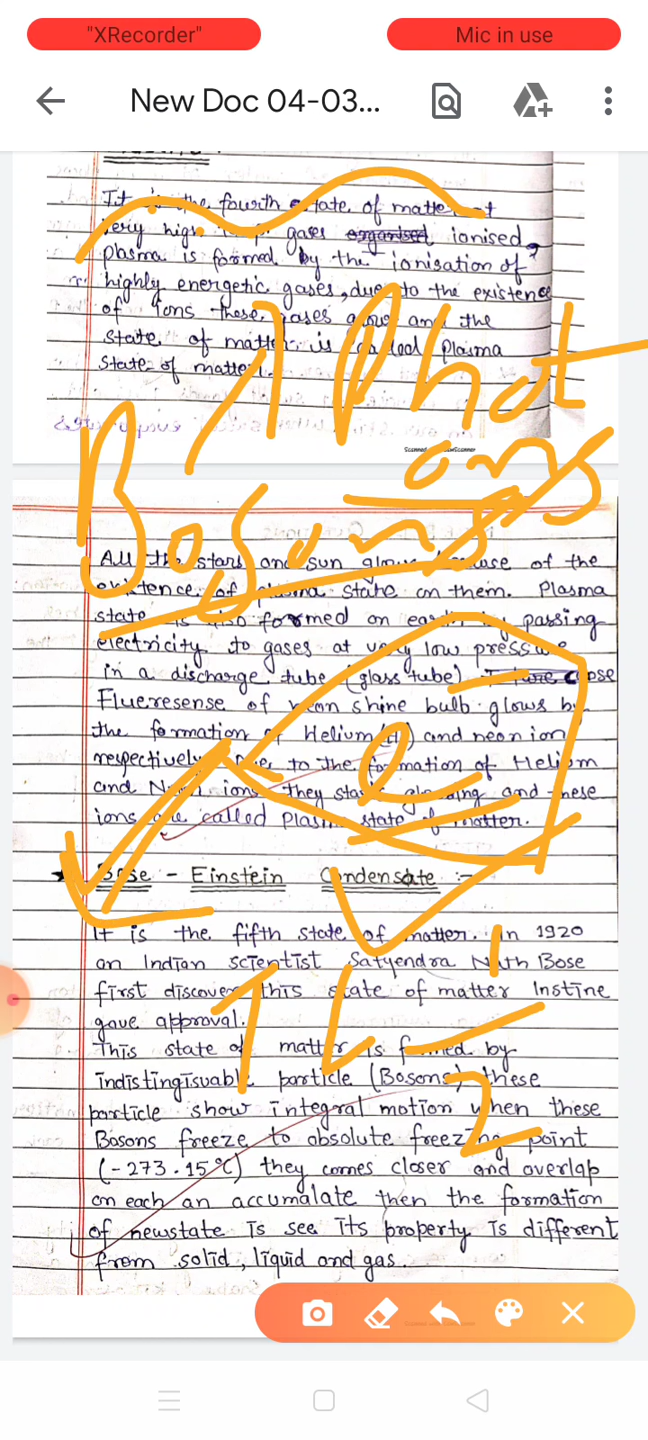 "XRecorder"
Mic in use
New Doc 04-03...
It is the fourth state of matter at
very high gases organised ionised,
plasma is formed by the ionisation of
highly energetic gases, due to the existence
of ions these gases glow and the
state of matter is called plasma
state of matter.
7 Phot
ons
Bosons
All the stars and sun glow because of the
existence of plasma state on them. Plasma
state is also formed on earth by passing
electricity to gases at very low pressure
in a discharge tube (glass tube)
Flueresense of neon shine bulb glows by
the formation of Helium and neon ion
respectively, to the formation of Helium
and ions they start glowing and these
ions are called plasma state of matter.
e
Bose - Einstein Condensate :-
It is the fifth state of matter. In 1920
an Indian scientist Satyendra Nath Bose
first discover this state of matter Instine
gave approval.
This state of matter is formed by
indistingisuable particle (Bosons) these
particle show integral motion when these
Bosons freeze to absolute freezing point
(-273.15°C) they comes closer and overlap
on each an accumalate then the formation
of newstate is see its property is different
from solid, liquid and gas.
1
2